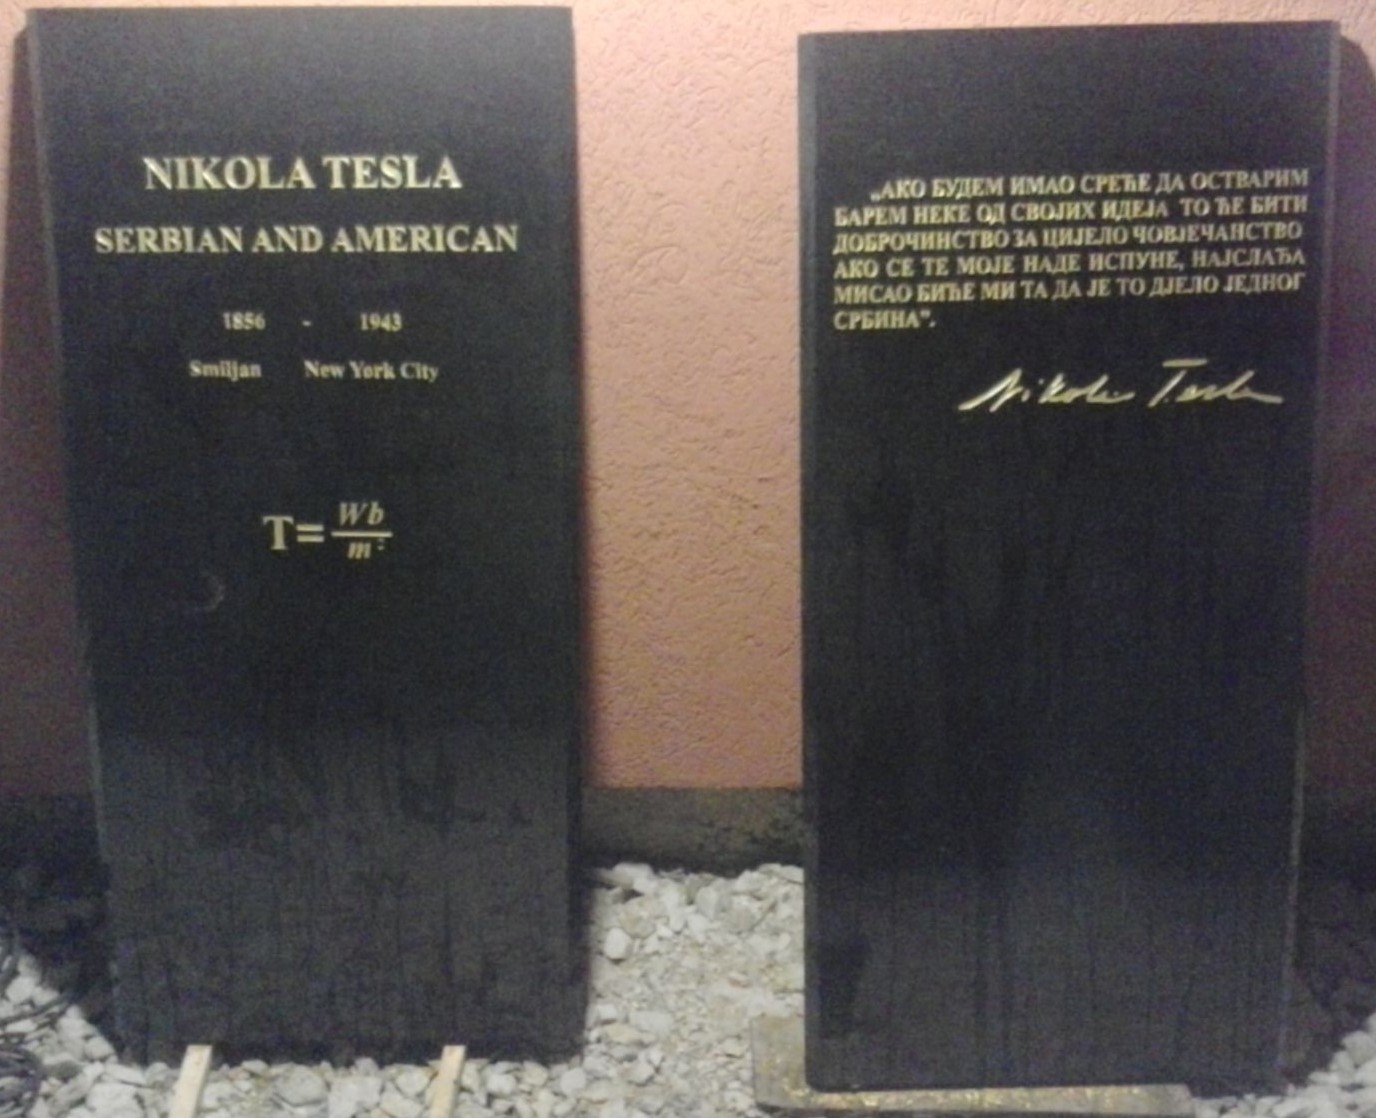 NIKOLA TESLA
SERBIAN AND AMERICAN
1856 - 1943
Smiljan New York City
T= Wb
m²
„АКО БУДЕМ ИМАО СРЕЋЕ ДА ОСТВАРИМ
БАРЕМ НЕКЕ ОД СВОЈИХ ИДЕЈА ТО ЋЕ БИТИ
ДОБРОЧИНСТВО ЗА ЦИЈЕЛО ЧОВЈЕЧАНСТВО
АКО СЕ ТЕ МОЈЕ НАДЕ ИСПУНЕ, НАЈСЛАЂА
МИСАО БИЋЕ МИ ТА ДА ЈЕ ТО ДЈЕЛО ЈЕДНОГ
СРБИНА".
Nikola Tesla